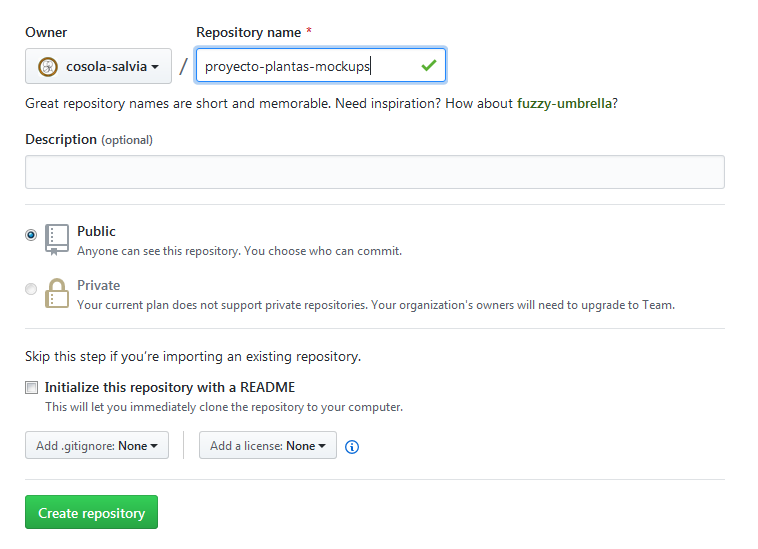 Owner Repository name *
cosola-salvia / proyecto-plantas-mockups
Great repository names are short and memorable. Need inspiration? How about fuzzy-umbrella?
Description (optional)
Public
Anyone can see this repository. You choose who can commit.
Private
Your current plan does not support private repositories. Your organization's owners will need to upgrade to Team.
Skip this step if you're importing an existing repository.
Initialize this repository with a README
This will let you immediately clone the repository to your computer.
Add .gitignore: None Add a license: None
Create repository